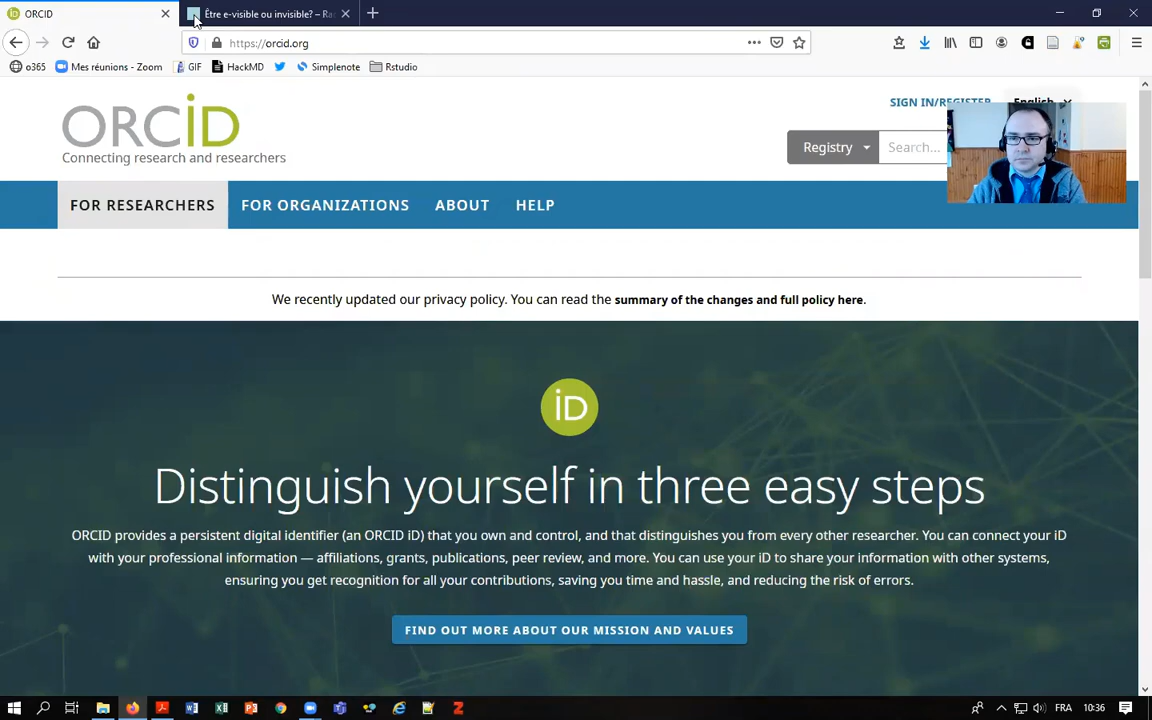 ORCID
Être e-visible ou invisible? – Ra
https://orcid.org
o365
Mes réunions - Zoom
GIF
HackMD
Simplenote
Rstudio
ORCiD
Connecting research and researchers
SIGN IN/REGISTER
English
Registry
Search...
FOR RESEARCHERS
FOR ORGANIZATIONS
ABOUT
HELP
We recently updated our privacy policy. You can read the summary of the changes and full policy here.
iD
Distinguish yourself in three easy steps
ORCID provides a persistent digital identifier (an ORCID iD) that you own and control, and that distinguishes you from every other researcher. You can connect your iD
with your professional information — affiliations, grants, publications, peer review, and more. You can use your iD to share your information with other systems,
ensuring you get recognition for all your contributions, saving you time and hassle, and reducing the risk of errors.
FIND OUT MORE ABOUT OUR MISSION AND VALUES
FRA
10:36